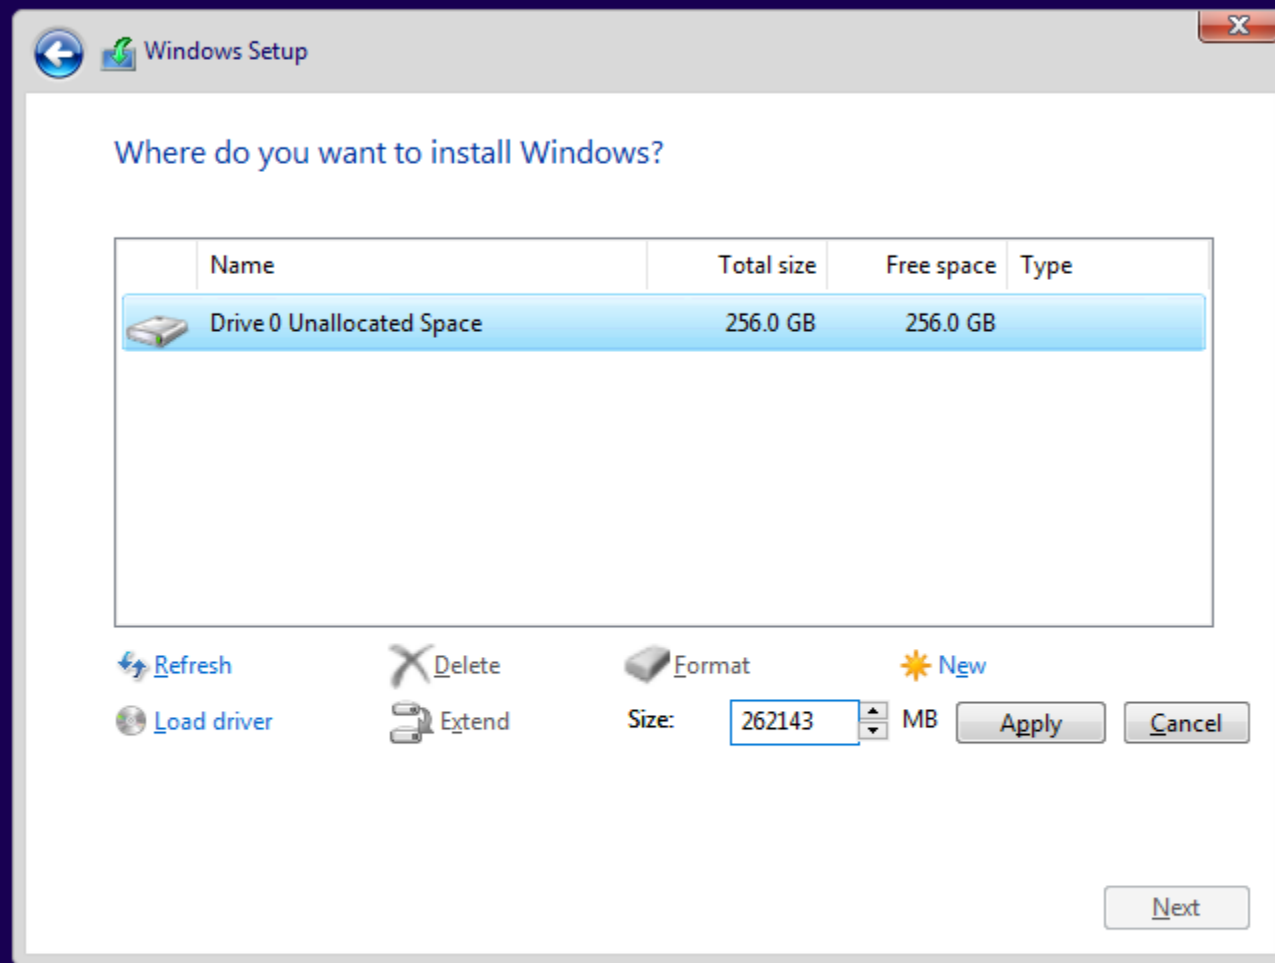 Windows Setup
Where do you want to install Windows?
Name Total size Free space Type
Drive 0 Unallocated Space 256.0 GB 256.0 GB
Refresh Delete Format New
Load driver Extend Size: 262143 MB Apply Cancel
Next